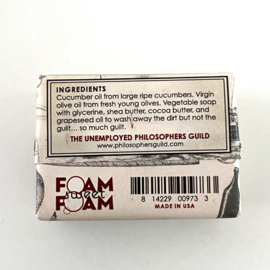 INGREDIENTS
Cucumber oil from large ripe cucumbers. Virgin
olive oil from fresh young olives. Vegetable soap
with glycerine, shea butter, cocoa butter, and
grapeseed oil to wash away the dirt but not the
guilt... so much guilt.
THE UNEMPLOYED PHILOSOPHERS GUILD
www.philosophersguild.com
FOAM
sweet
FOAM
8 14229 00973 3
MADE IN USA